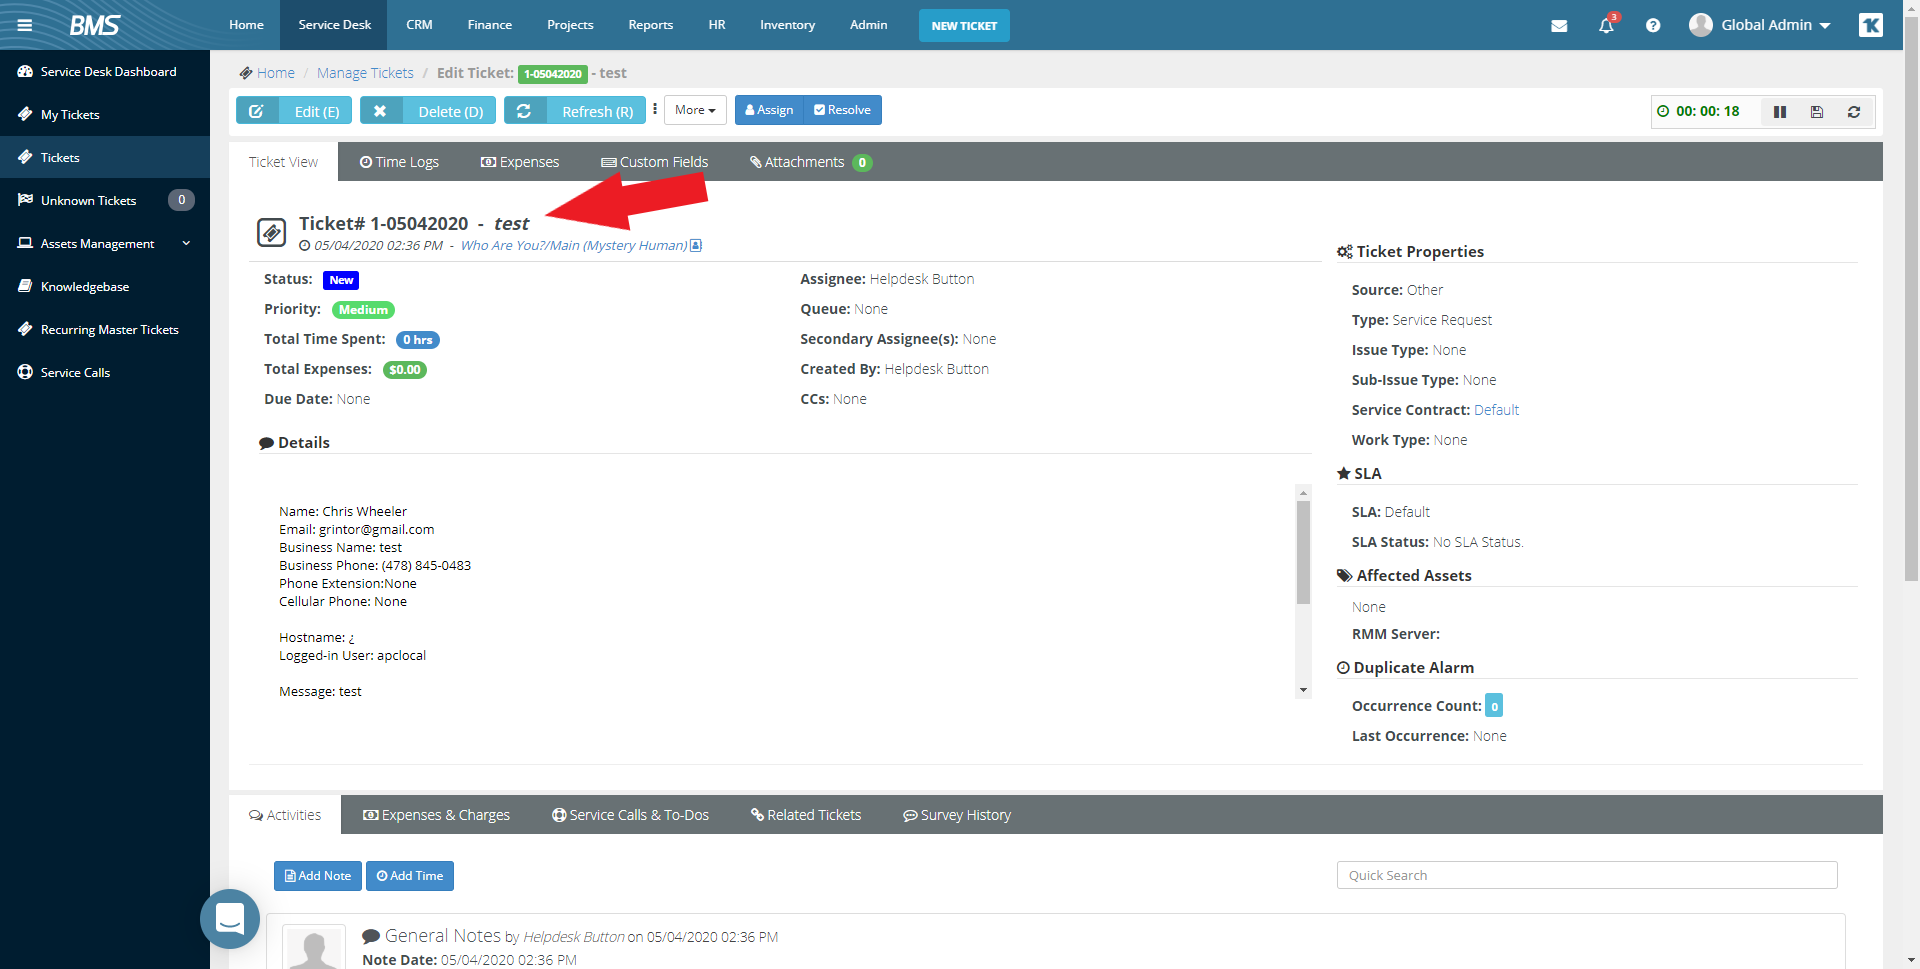 BMS Home Service Desk CRM Finance Projects Reports HR Inventory Admin NEW TICKET 3 Global Admin K
Service Desk Dashboard
My Tickets
Tickets
Unknown Tickets 0
Assets Management
Knowledgebase
Recurring Master Tickets
Service Calls
Home / Manage Tickets / Edit Ticket: 1-05042020 - test
Edit (E) Delete (D) Refresh (R) More Assign Resolve 00: 00: 18
Ticket View Time Logs Expenses Custom Fields Attachments 0
Ticket# 1-05042020 - test
05/04/2020 02:36 PM - Who Are You?/Main (Mystery Human)
Status: New
Priority: Medium
Total Time Spent: 0 hrs
Total Expenses: $0.00
Due Date: None
Assignee: Helpdesk Button
Queue: None
Secondary Assignee(s): None
Created By: Helpdesk Button
CCs: None
Details
Name: Chris Wheeler
Email: grintor@gmail.com
Business Name: test
Business Phone: (478) 845-0483
Phone Extension:None
Cellular Phone: None
Hostname: ¿
Logged-in User: apclocal
Message: test
Ticket Properties
Source: Other
Type: Service Request
Issue Type: None
Sub-Issue Type: None
Service Contract: Default
Work Type: None
SLA
SLA: Default
SLA Status: No SLA Status.
Affected Assets
None
RMM Server:
Duplicate Alarm
Occurrence Count: 0
Last Occurrence: None
Activities Expenses & Charges Service Calls & To-Dos Related Tickets Survey History
Add Note Add Time Quick Search
General Notes by Helpdesk Button on 05/04/2020 02:36 PM
Note Date: 05/04/2020 02:36 PM